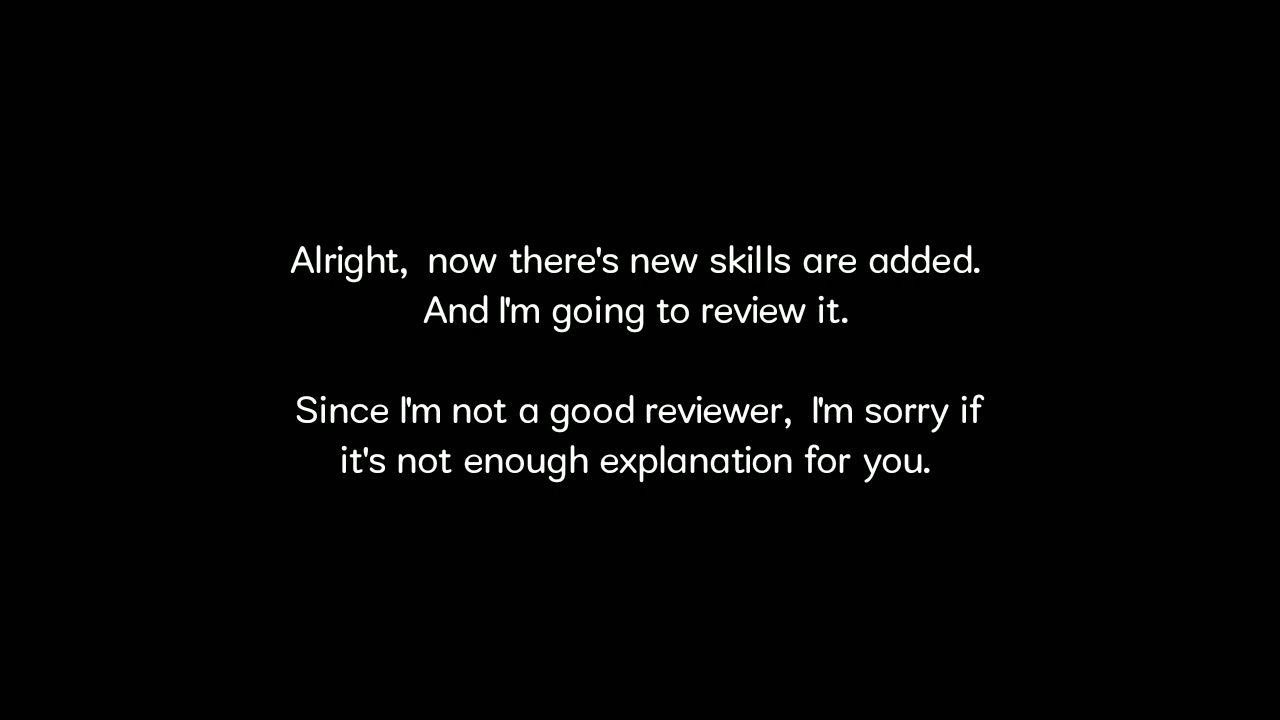 Alright,  now there's new skills are added.
And I'm going to review it.
Since I'm not a good reviewer,  I'm sorry if
it's not enough explanation for you.